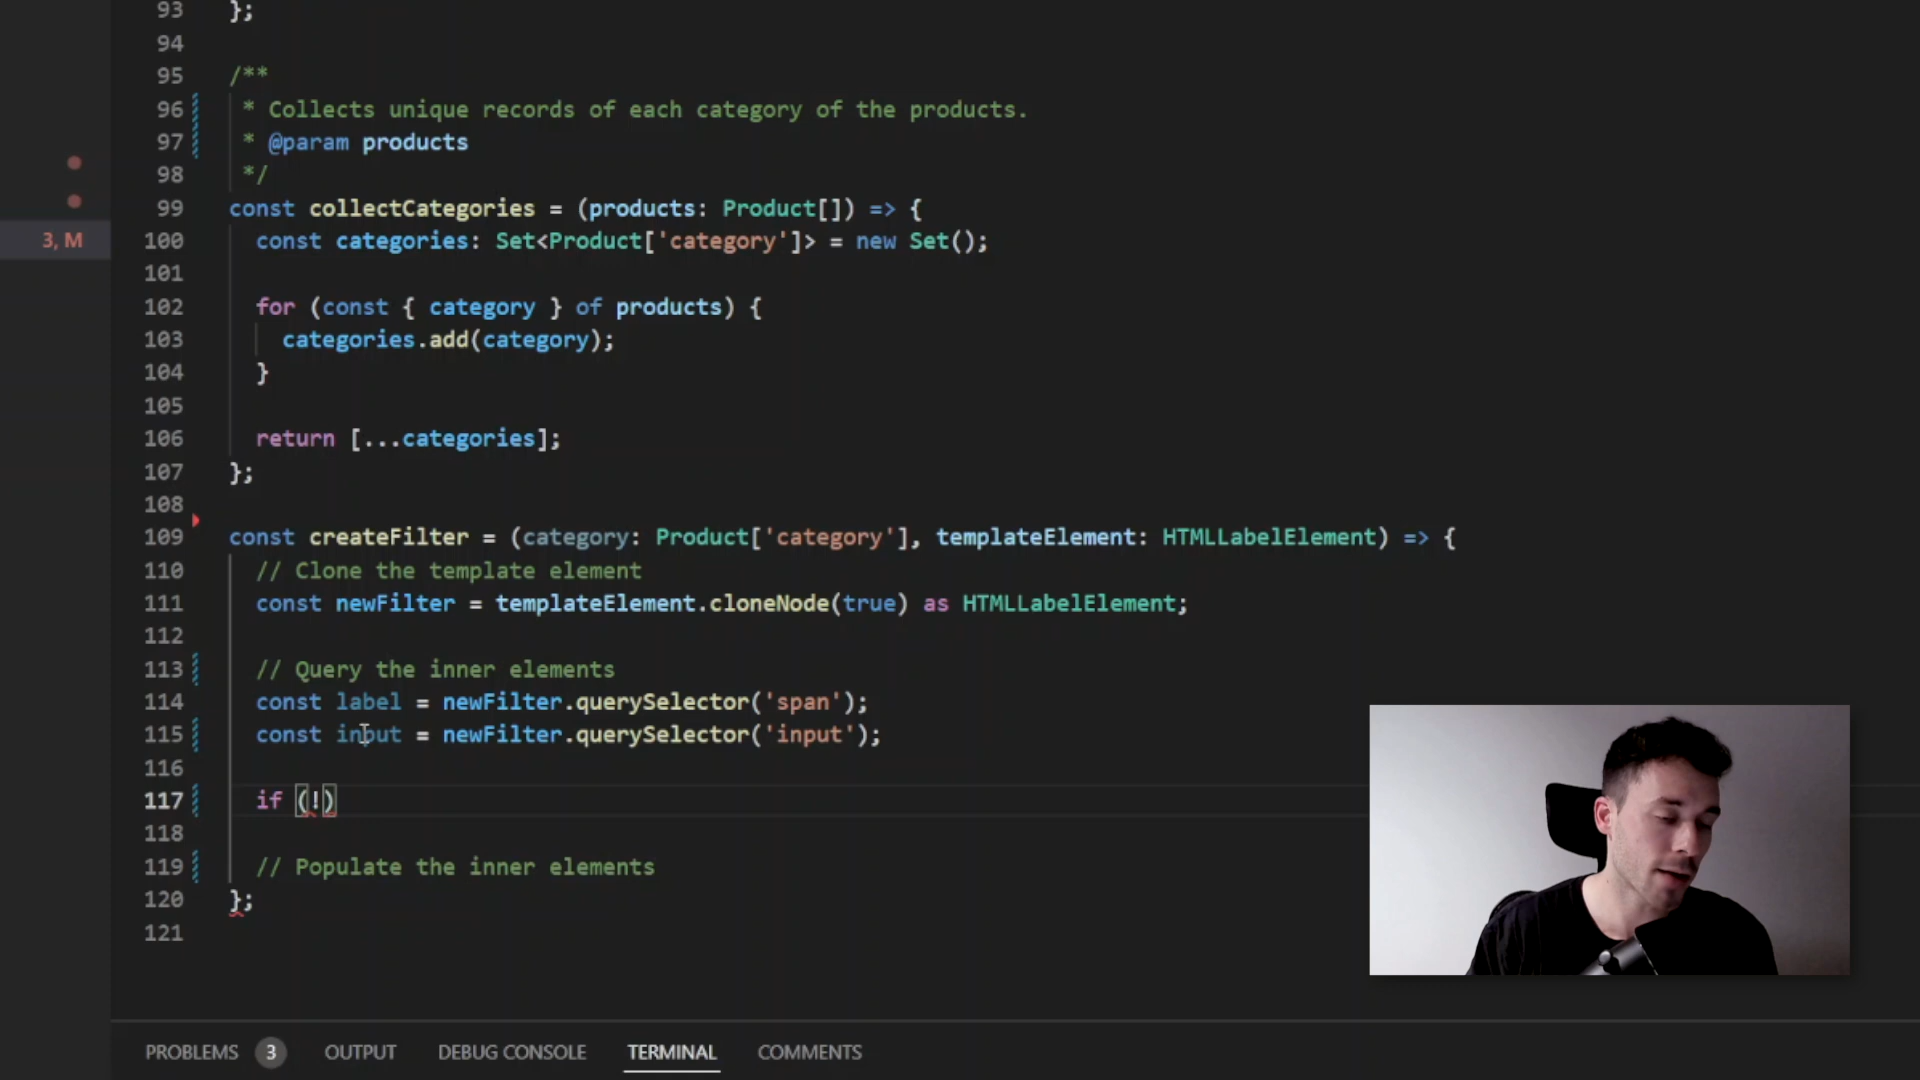 93 };
94
95 /**
96 * Collects unique records of each category of the products.
97 * @param products
98 */
3, M
99 const collectCategories = (products: Product[]) => {
100 const categories: Set<Product['category']> = new Set();
101
102 for (const { category } of products) {
103 categories.add(category);
104 }
105
106 return [...categories];
107 };
108
109 const createFilter = (category: Product['category'], templateElement: HTMLLabelElement) => {
110 // Clone the template element
111 const newFilter = templateElement.cloneNode(true) as HTMLLabelElement;
112
113 // Query the inner elements
114 const label = newFilter.querySelector('span');
115 const input = newFilter.querySelector('input');
116
117 if (!)
118
119 // Populate the inner elements
120 };
121
PROBLEMS 3 OUTPUT DEBUG CONSOLE TERMINAL COMMENTS